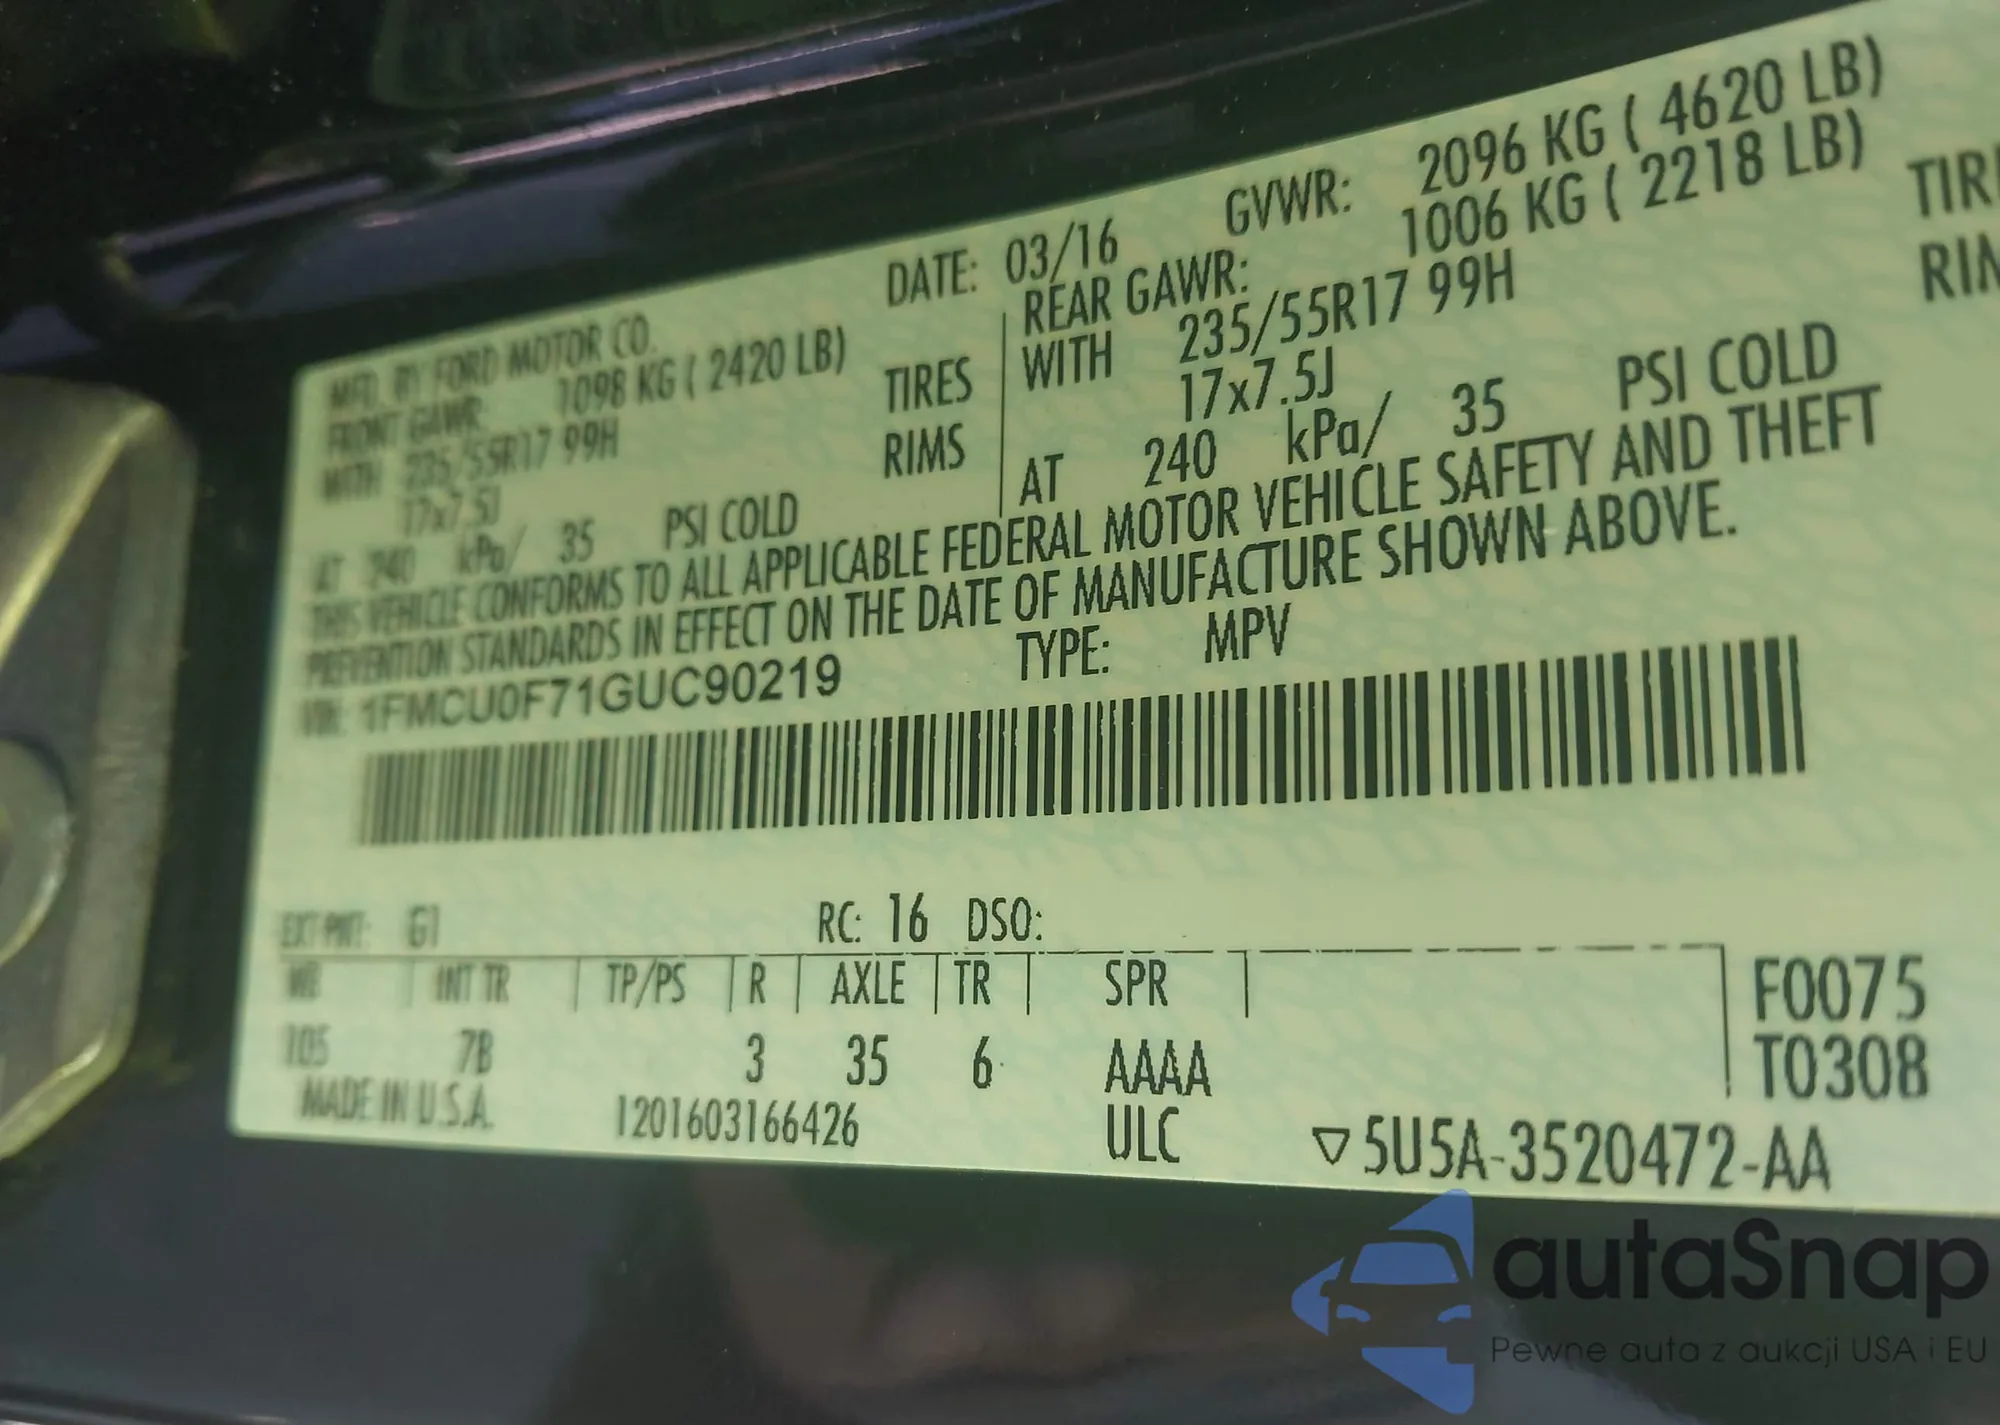 MFD. BY FORD MOTOR CO.
DATE: 03/16
GVWR: 2096 KG ( 4620 LB)
FRONT GAWR: 1098 KG ( 2420 LB)
REAR GAWR: 1006 KG ( 2218 LB)
WITH 235/55R17 99H TIRES
WITH 235/55R17 99H TIR
17x7.5J RIMS
17x7.5J RI
AT 240 kPa/ 35 PSI COLD
AT 240 kPa/ 35 PSI COLD
THIS VEHICLE CONFORMS TO ALL APPLICABLE FEDERAL MOTOR VEHICLE SAFETY AND THEFT
PREVENTION STANDARDS IN EFFECT ON THE DATE OF MANUFACTURE SHOWN ABOVE.
VIN: 1FMCU0F71GUC90219
TYPE: MPV
EXT PNT: G1 RC: 16 DSO:
WB INT TR TP/PS R AXLE TR SPR
F0075
105 7B 3 35 6 AAAA
T0308
MADE IN U.S.A. 1201603166426 ULC
▽5U5A-3520472-AA
autaSnap
Pewne auta z aukcji USA i EU